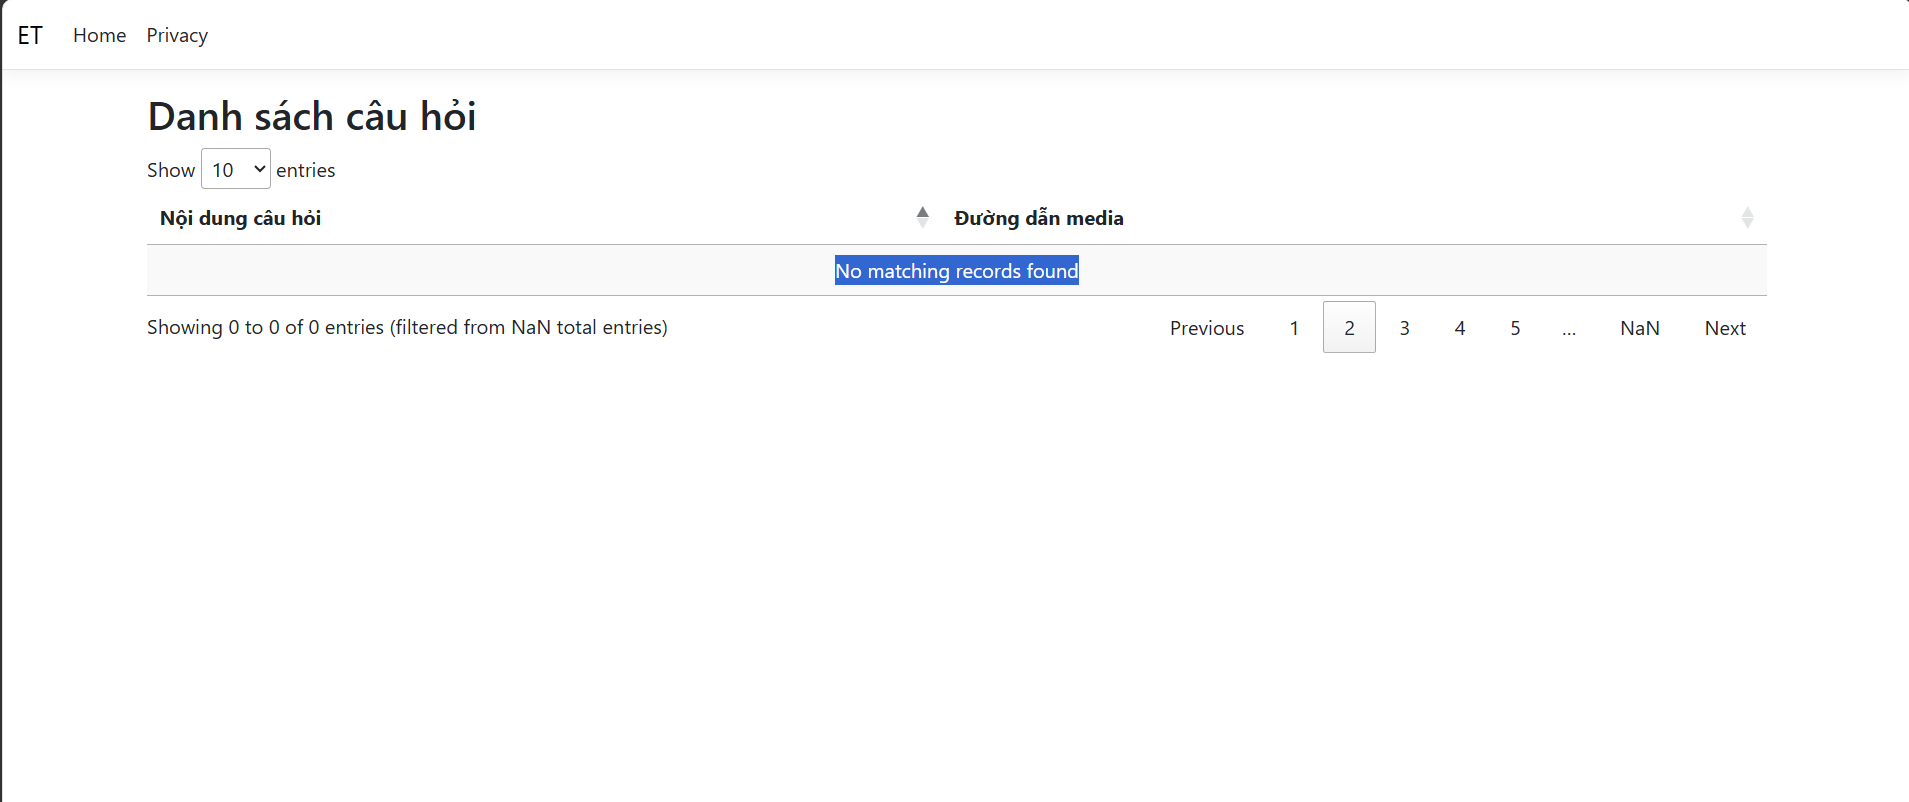 ET Home Privacy
Danh sách câu hỏi
Show 10 entries
Nội dung câu hỏi Đường dẫn media
No matching records found
Showing 0 to 0 of 0 entries (filtered from NaN total entries) Previous 1 2 3 4 5 … NaN Next